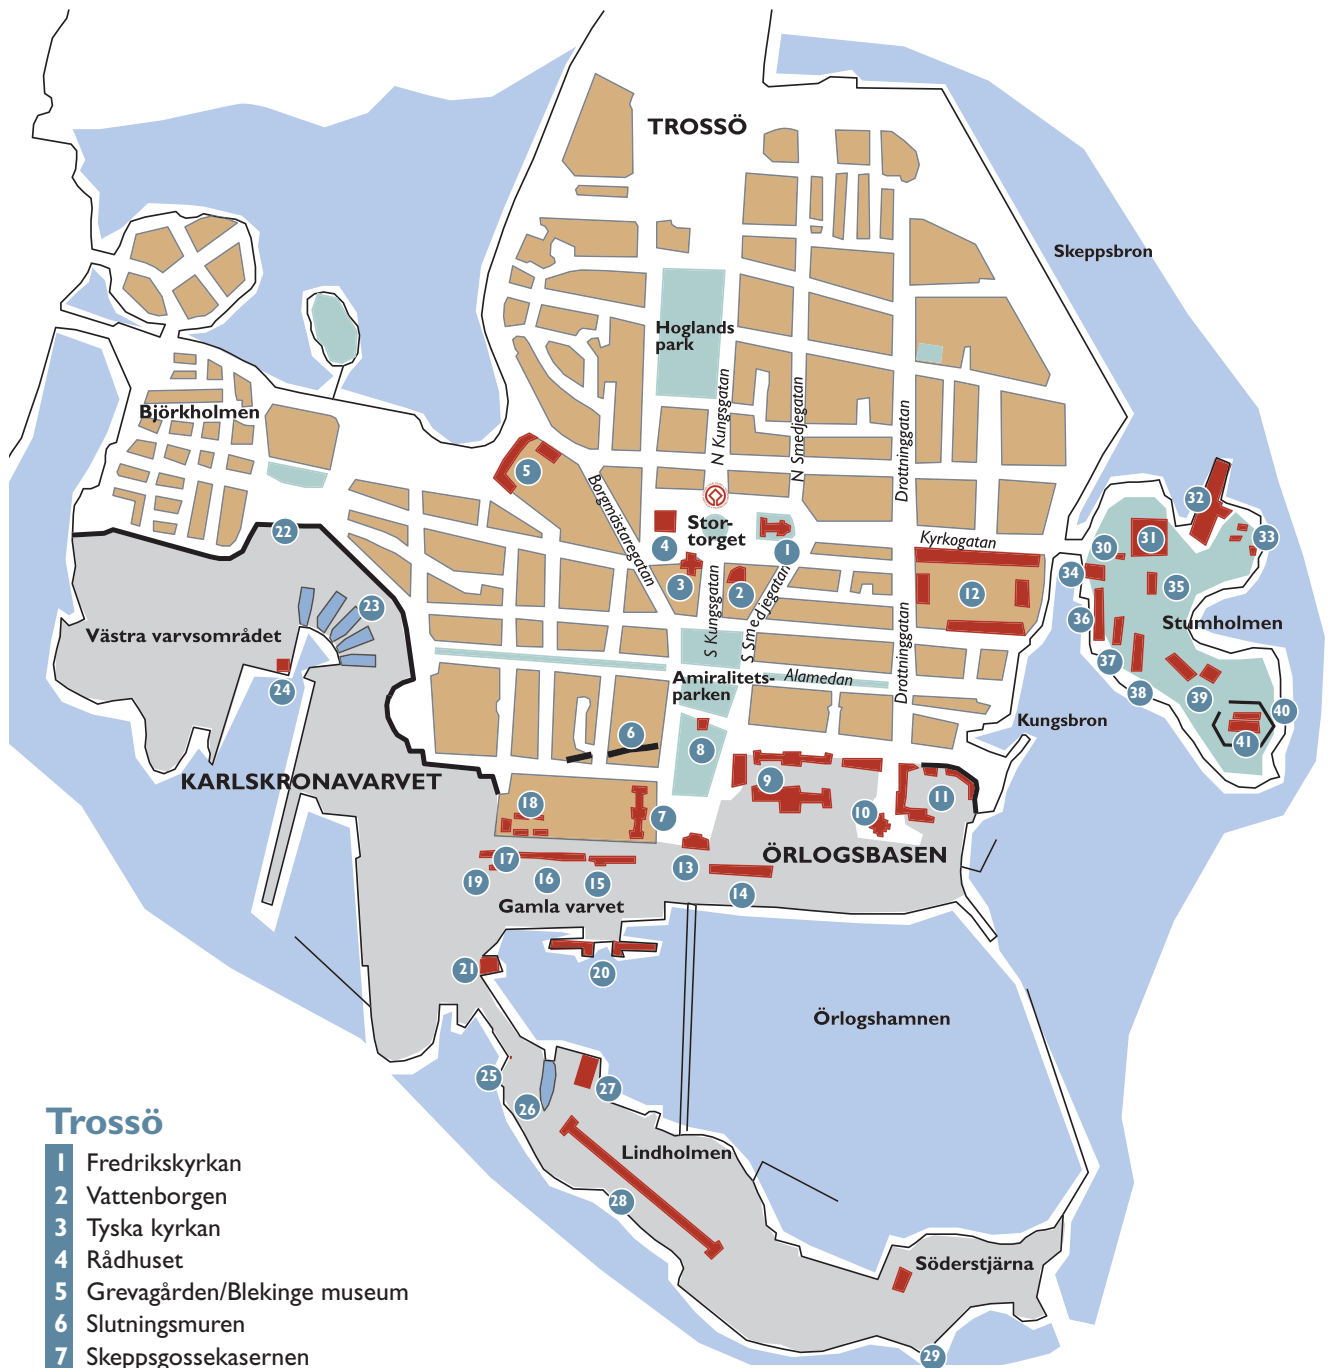 TROSSÖ
Skeppsbron
Hoglands
park
N Kungsgatan
N Smedjegatan
Drottninggatan
Björkholmen
Borgmästaregatan
5
32
Stor-
torget
22
4
1
Kyrkogatan
30
31
33
3
2
12
34
35
23
S Kungsgatan
S Smedjegatan
Drottninggatan
36
Stumholmen
Västra varvsområdet
37
24
Amiralitets-
parken
Alamedan
38
39
40
Kungsbron
6
8
41
KARLSKRONAVARVET
9
11
18
7
10
ÖRLOGSBASEN
17
13
19
16
15
14
Gamla varvet
21
20
Örlogshamnen
25
27
26
Lindholmen
28
Söderstjärna
29
Trossö
1 Fredrikskyrkan
2 Vattenborgen
3 Tyska kyrkan
4 Rådhuset
5 Grevagården/Blekinge museum
6 Slutningsmuren
7 Skeppsgossekasernen